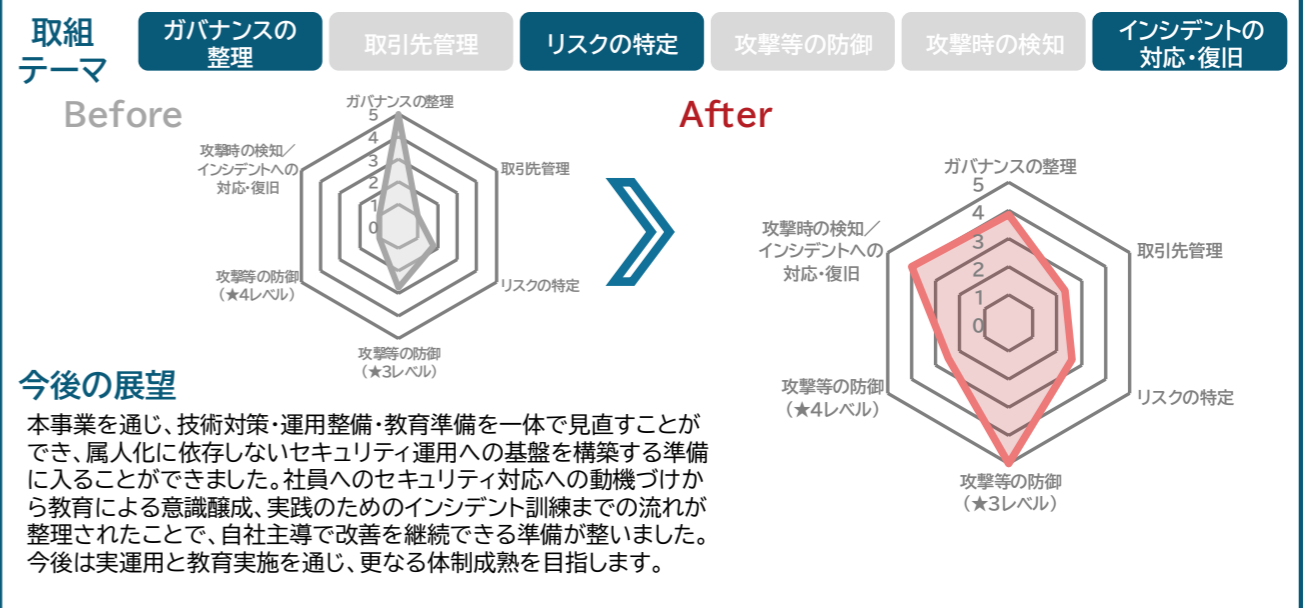 取組
テーマ
ガバナンスの
整理
取引先管理
リスクの特定
攻撃等の防御
攻撃時の検知
インシデントの
対応・復旧
Before
ガバナンスの整理
5
4
3
2
1
0
取引先管理
リスクの特定
攻撃等の防御
（★3レベル）
攻撃等の防御
（★4レベル）
攻撃時の検知／
インシデントへの
対応・復旧
After
ガバナンスの整理
5
4
3
2
1
0
取引先管理
リスクの特定
攻撃等の防御
（★3レベル）
攻撃等の防御
（★4レベル）
攻撃時の検知／
インシデントへの
対応・復旧
今後の展望
本事業を通じ、技術対策・運用整備・教育準備を一体で見直すことが
でき、属人化に依存しないセキュリティ運用への基盤を構築する準備
に入ることができました。社員へのセキュリティ対応への動機づけか
ら教育による意識醸成、実践のためのインシデント訓練までの流れが
整理されたことで、自社主導で改善を継続できる準備が整いました。
今後は実運用と教育実施を通じ、更なる体制成熟を目指します。